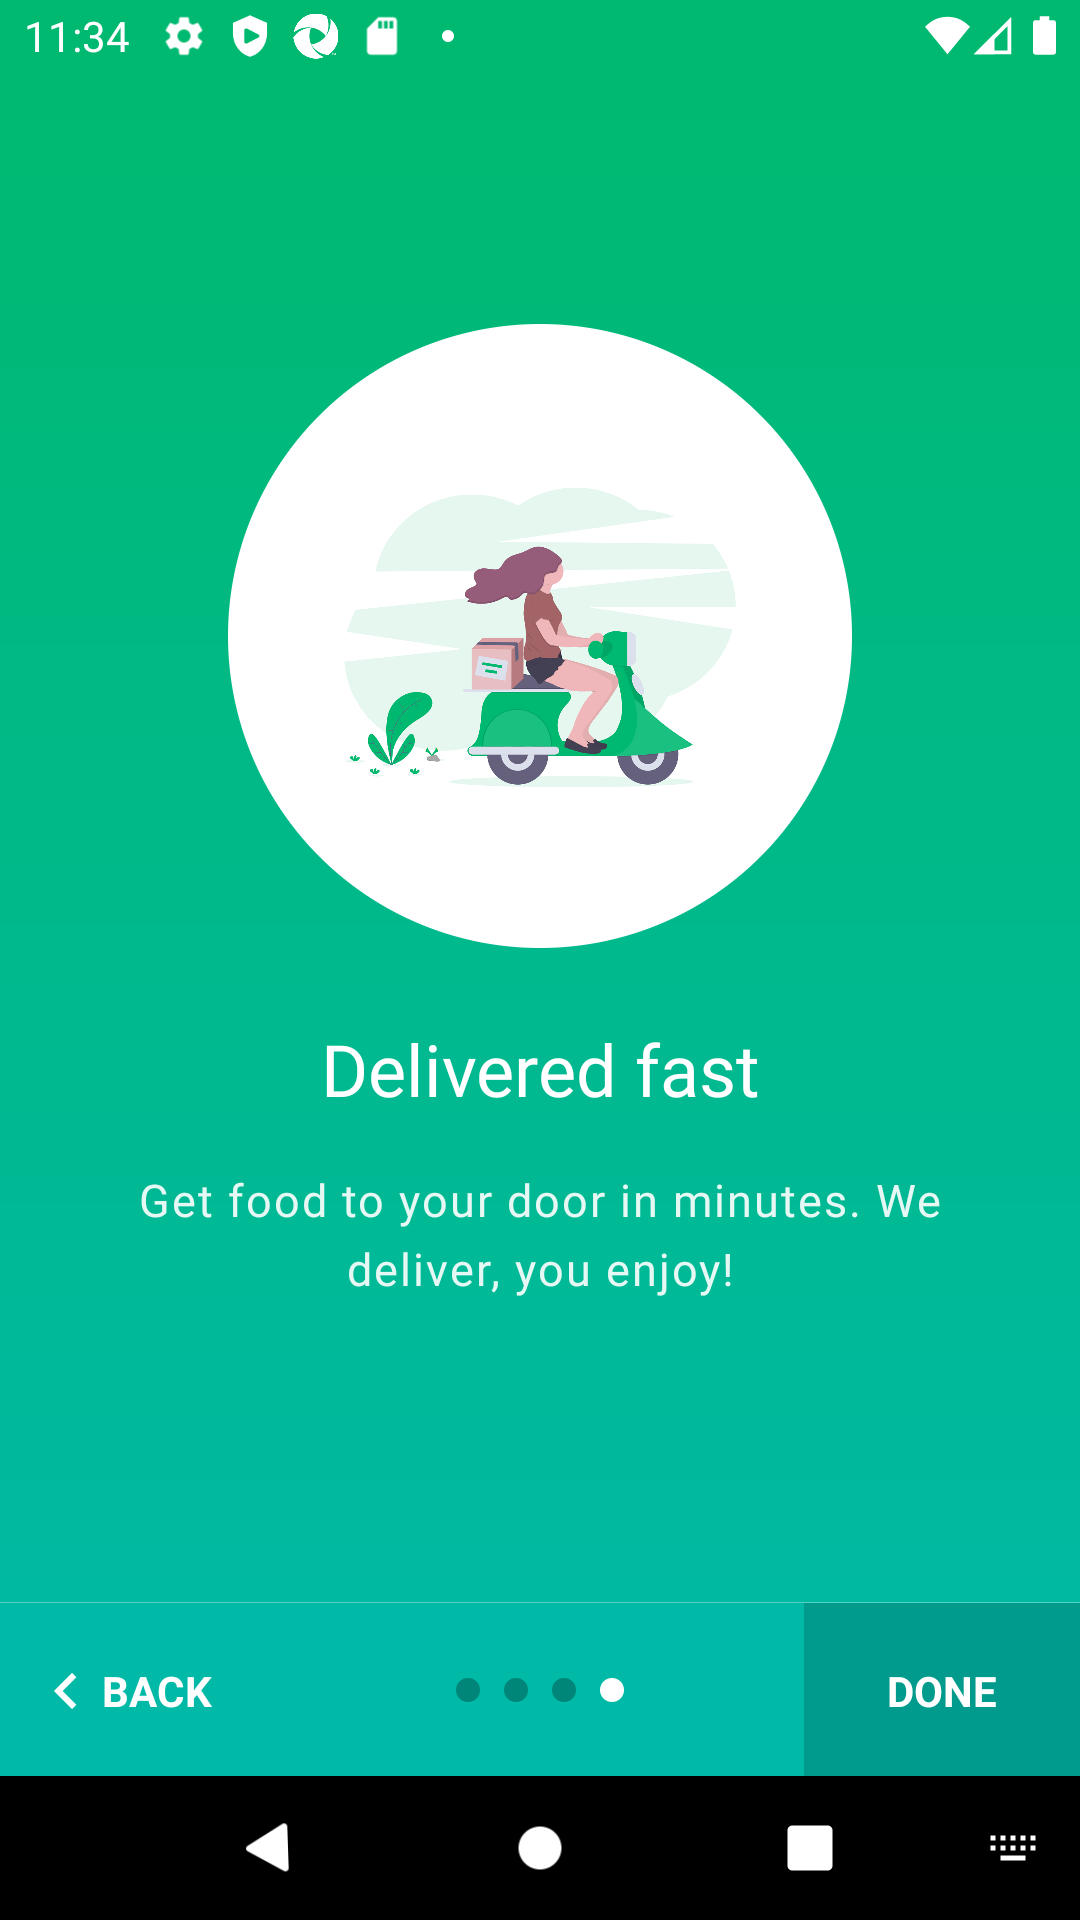 11:34
Delivered fast
Get food to your door in minutes. We
deliver, you enjoy!
BACK
DONE